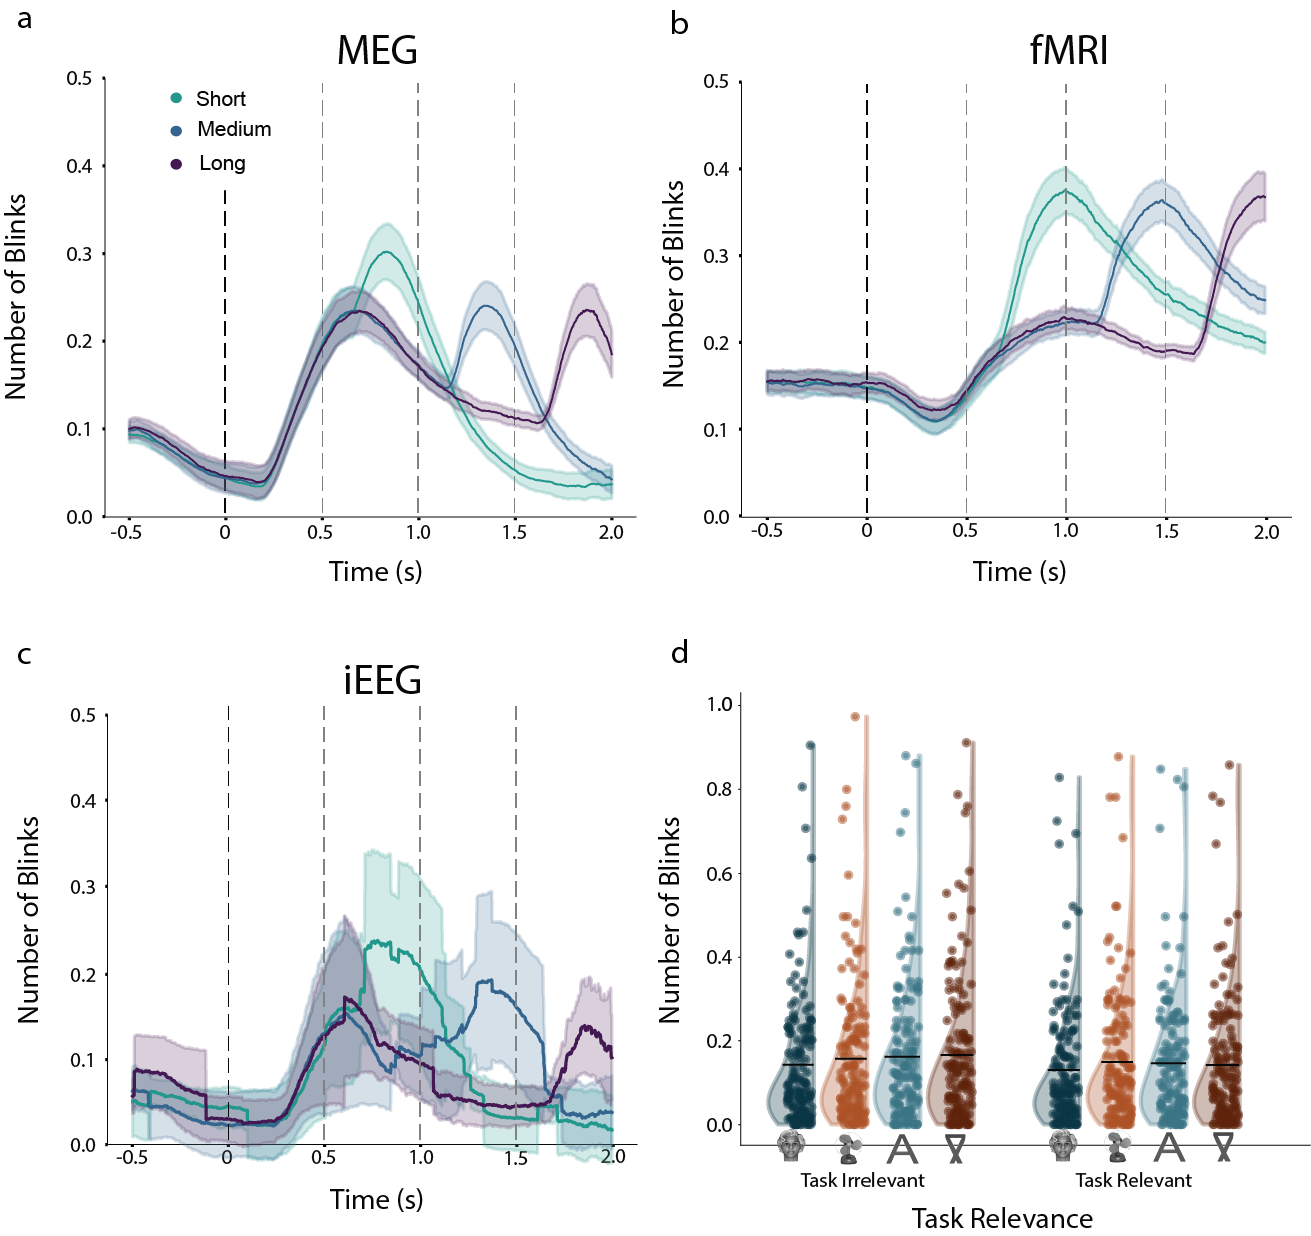 a
MEG
Number of Blinks
0.5
0.4
0.3
0.2
0.1
0.0
Short
Medium
Long
-0.5
0
0.5
1.0
1.5
2.0
Time (s)
b
fMRI
Number of Blinks
0.5
0.4
0.3
0.2
0.1
0.0
-0.5
0
0.5
1.0
1.5
2.0
Time (s)
c
iEEG
Number of Blinks
0.5
0.4
0.3
0.2
0.1
0.0
-0.5
0
0.5
1.0
1.5
2.0
Time (s)
d
Number of Blinks
1.0
0.8
0.6
0.4
0.2
0.0
A
A
Task Irrelevant
Task Relevant
Task Relevance